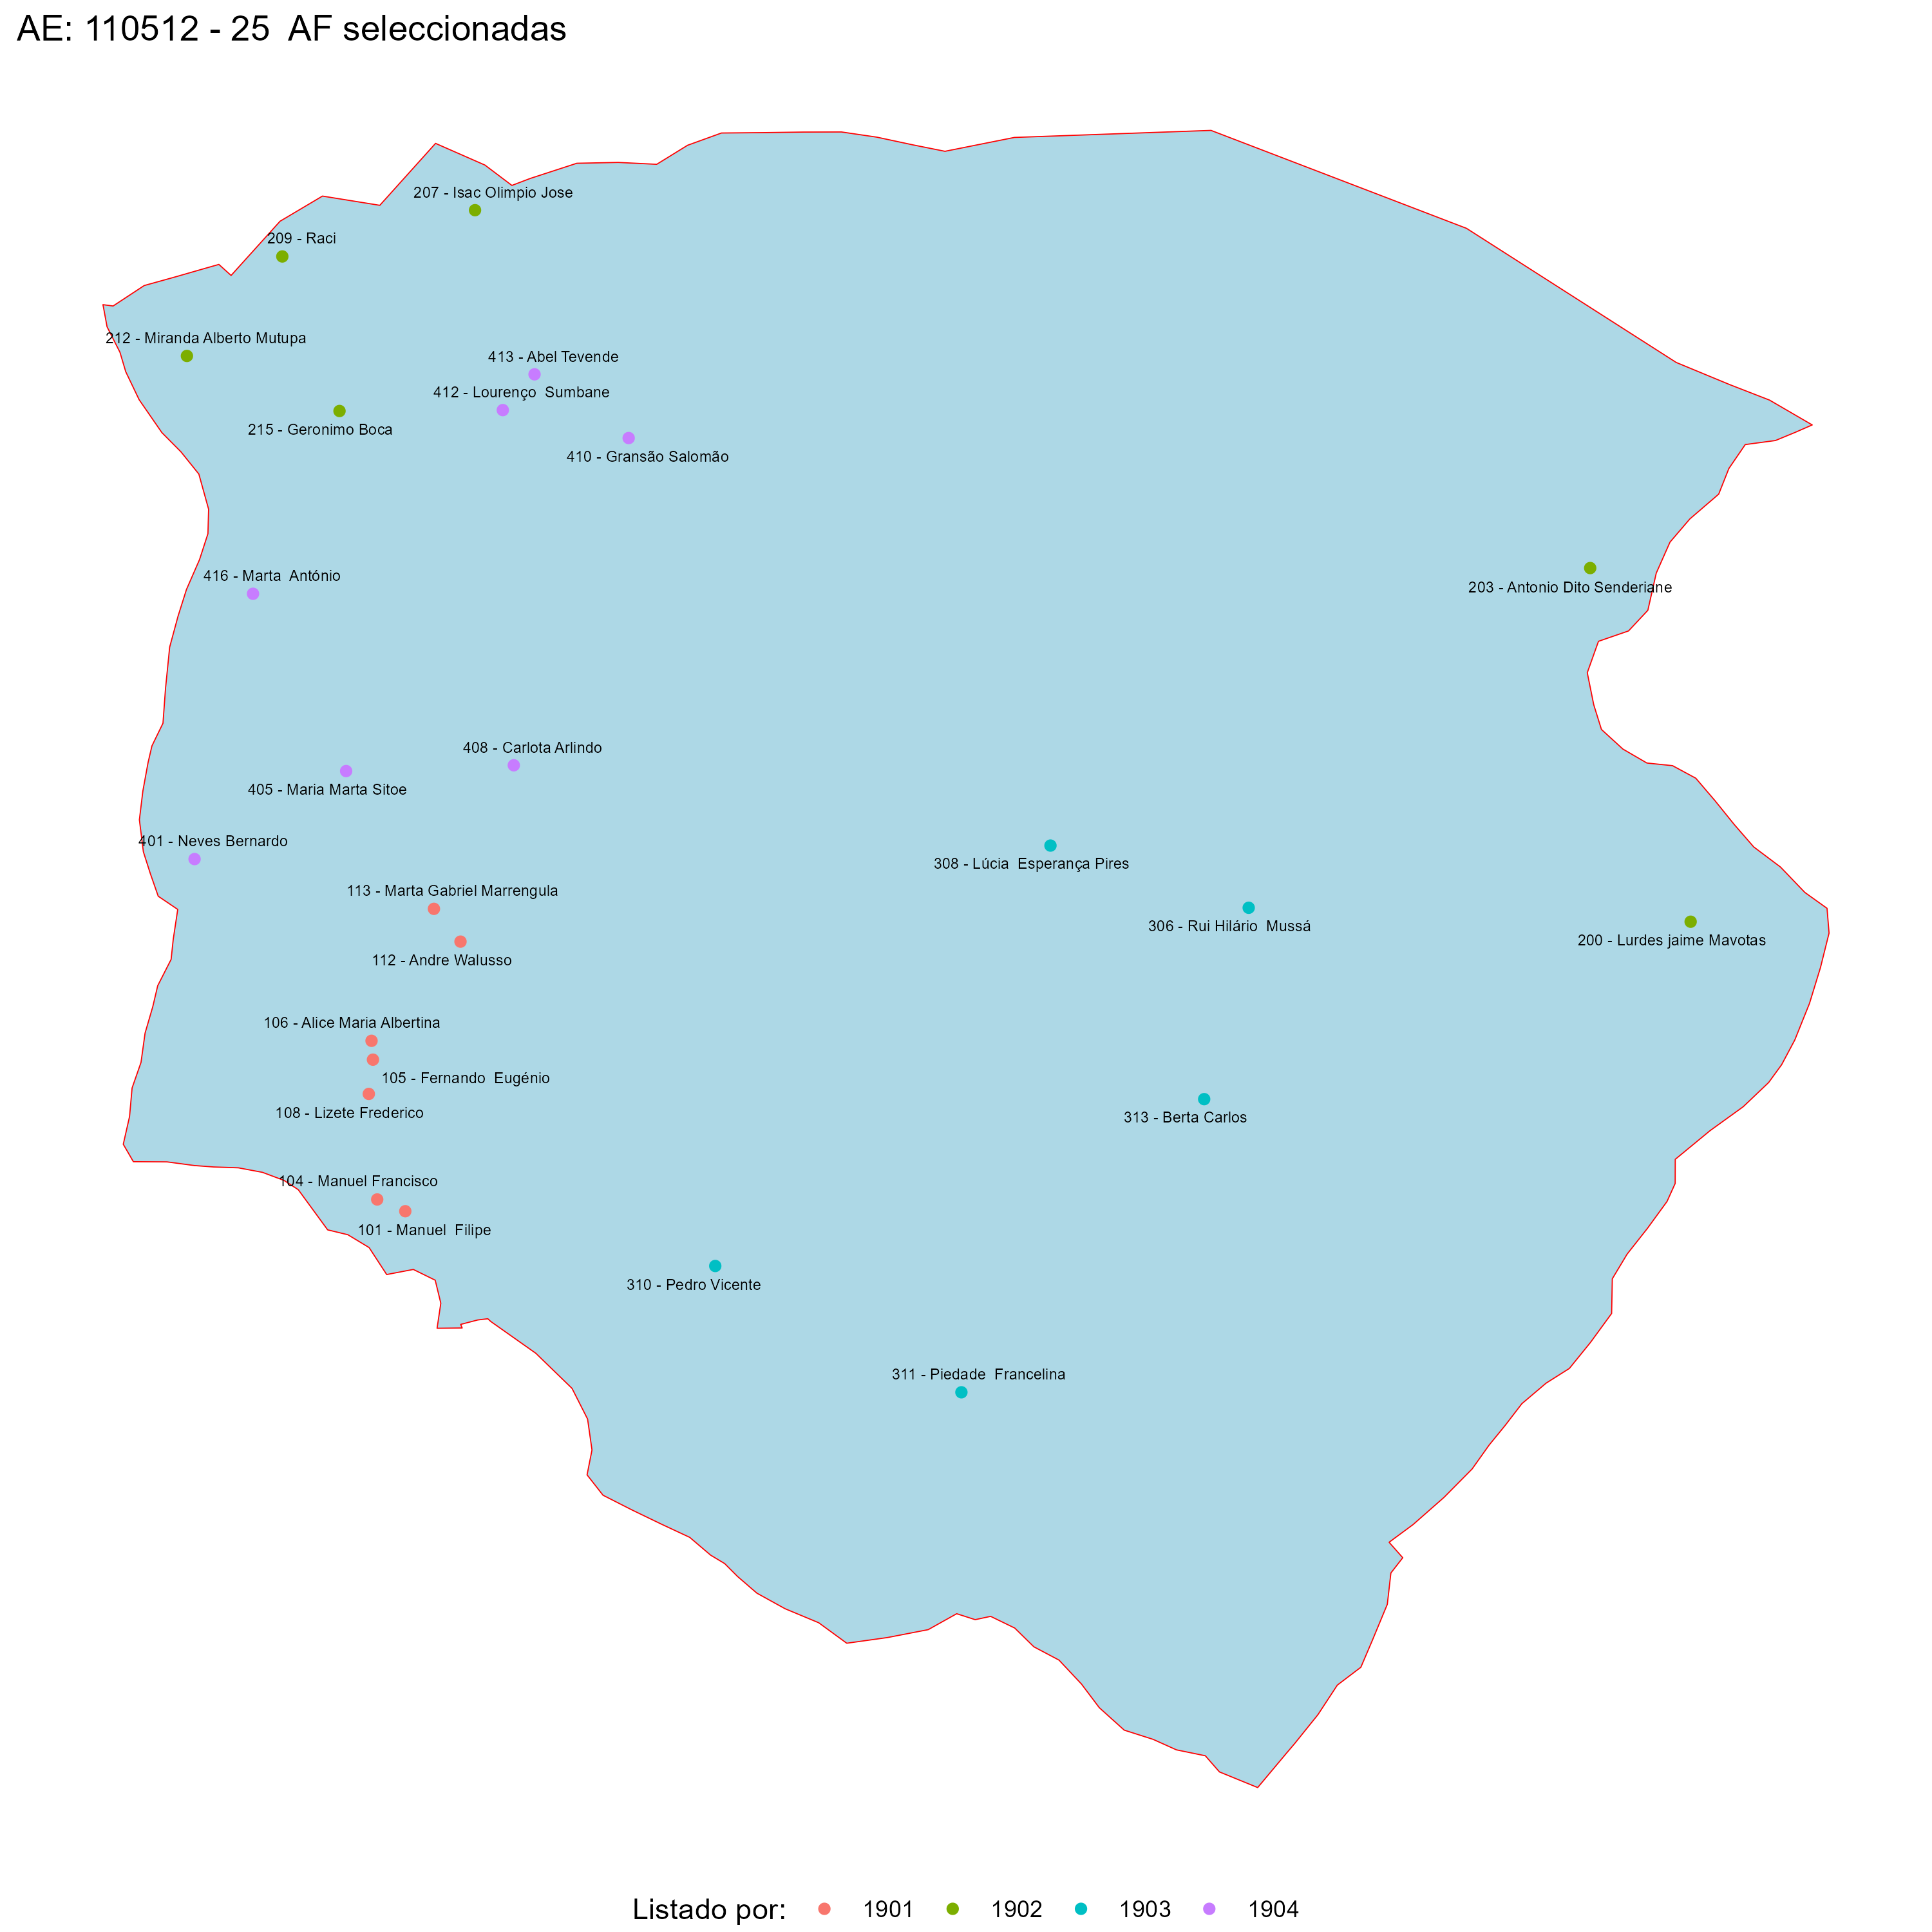 AE: 110512 - 25  AF seleccionadas
207 - Isac Olimpio Jose
209 - Raci
212 - Miranda Alberto Mutupa
413 - Abel Tevende
412 - Lourenço  Sumbane
215 - Geronimo Boca
410 - Gransão Salomão
416 - Marta  António
203 - Antonio Dito Senderiane
408 - Carlota Arlindo
405 - Maria Marta Sitoe
401 - Neves Bernardo
308 - Lúcia  Esperança Pires
113 - Marta Gabriel Marrengula
306 - Rui Hilário  Mussá
200 - Lurdes jaime Mavotas
112 - Andre Walusso
106 - Alice Maria Albertina
105 - Fernando  Eugénio
108 - Lizete Frederico
313 - Berta Carlos
104 - Manuel Francisco
101 - Manuel  Filipe
310 - Pedro Vicente
311 - Piedade  Francelina
Listado por: 1901 1902 1903 1904